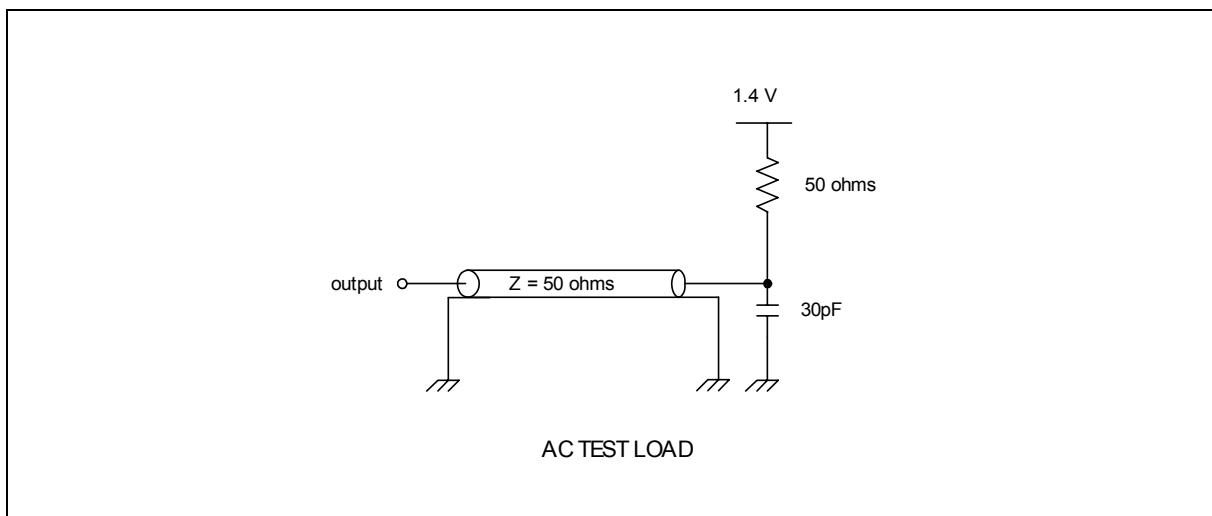 1.4 V
50 ohms
output
Z = 50 ohms
30pF
AC TEST LOAD